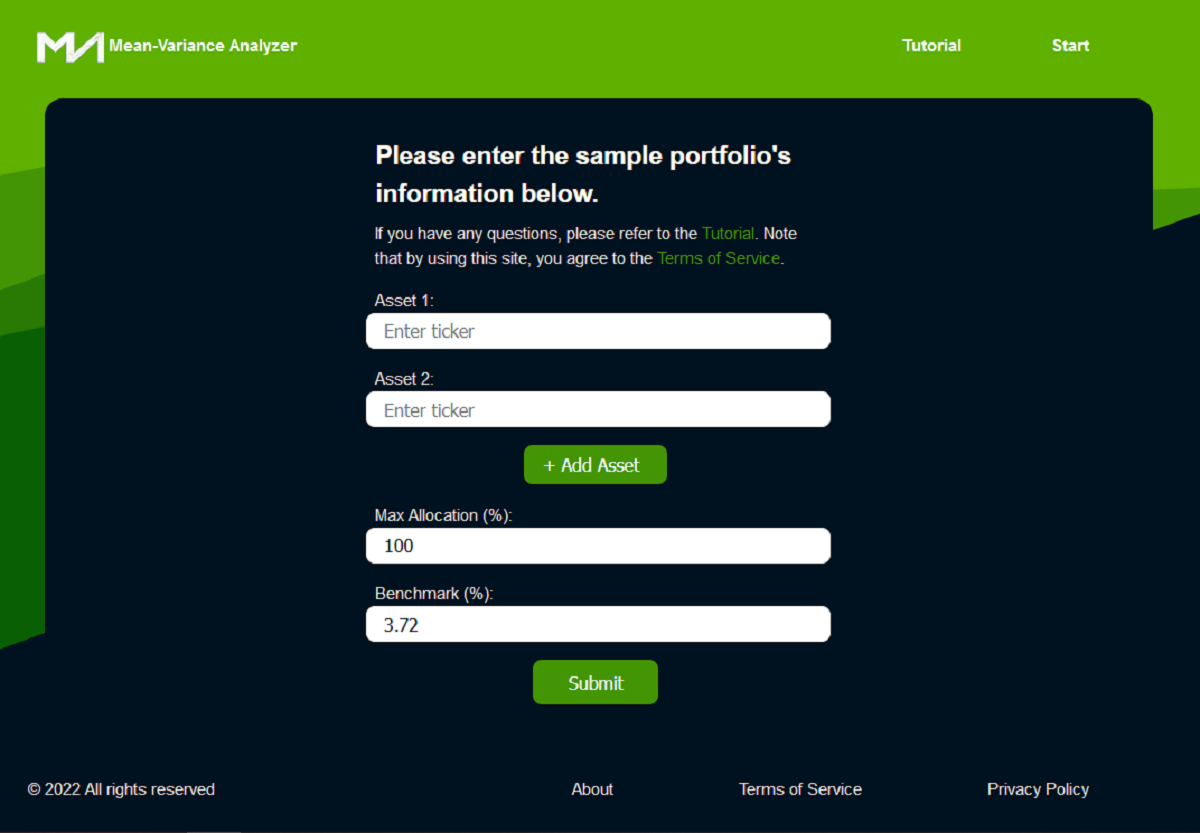 Mean-Variance Analyzer
Tutorial
Start
Please enter the sample portfolio's
information below.
If you have any questions, please refer to the Tutorial. Note
that by using this site, you agree to the Terms of Service.
Asset 1:
Enter ticker
Asset 2:
Enter ticker
+ Add Asset
Max Allocation (%):
100
Benchmark (%):
3.72
Submit
© 2022 All rights reserved
About
Terms of Service
Privacy Policy